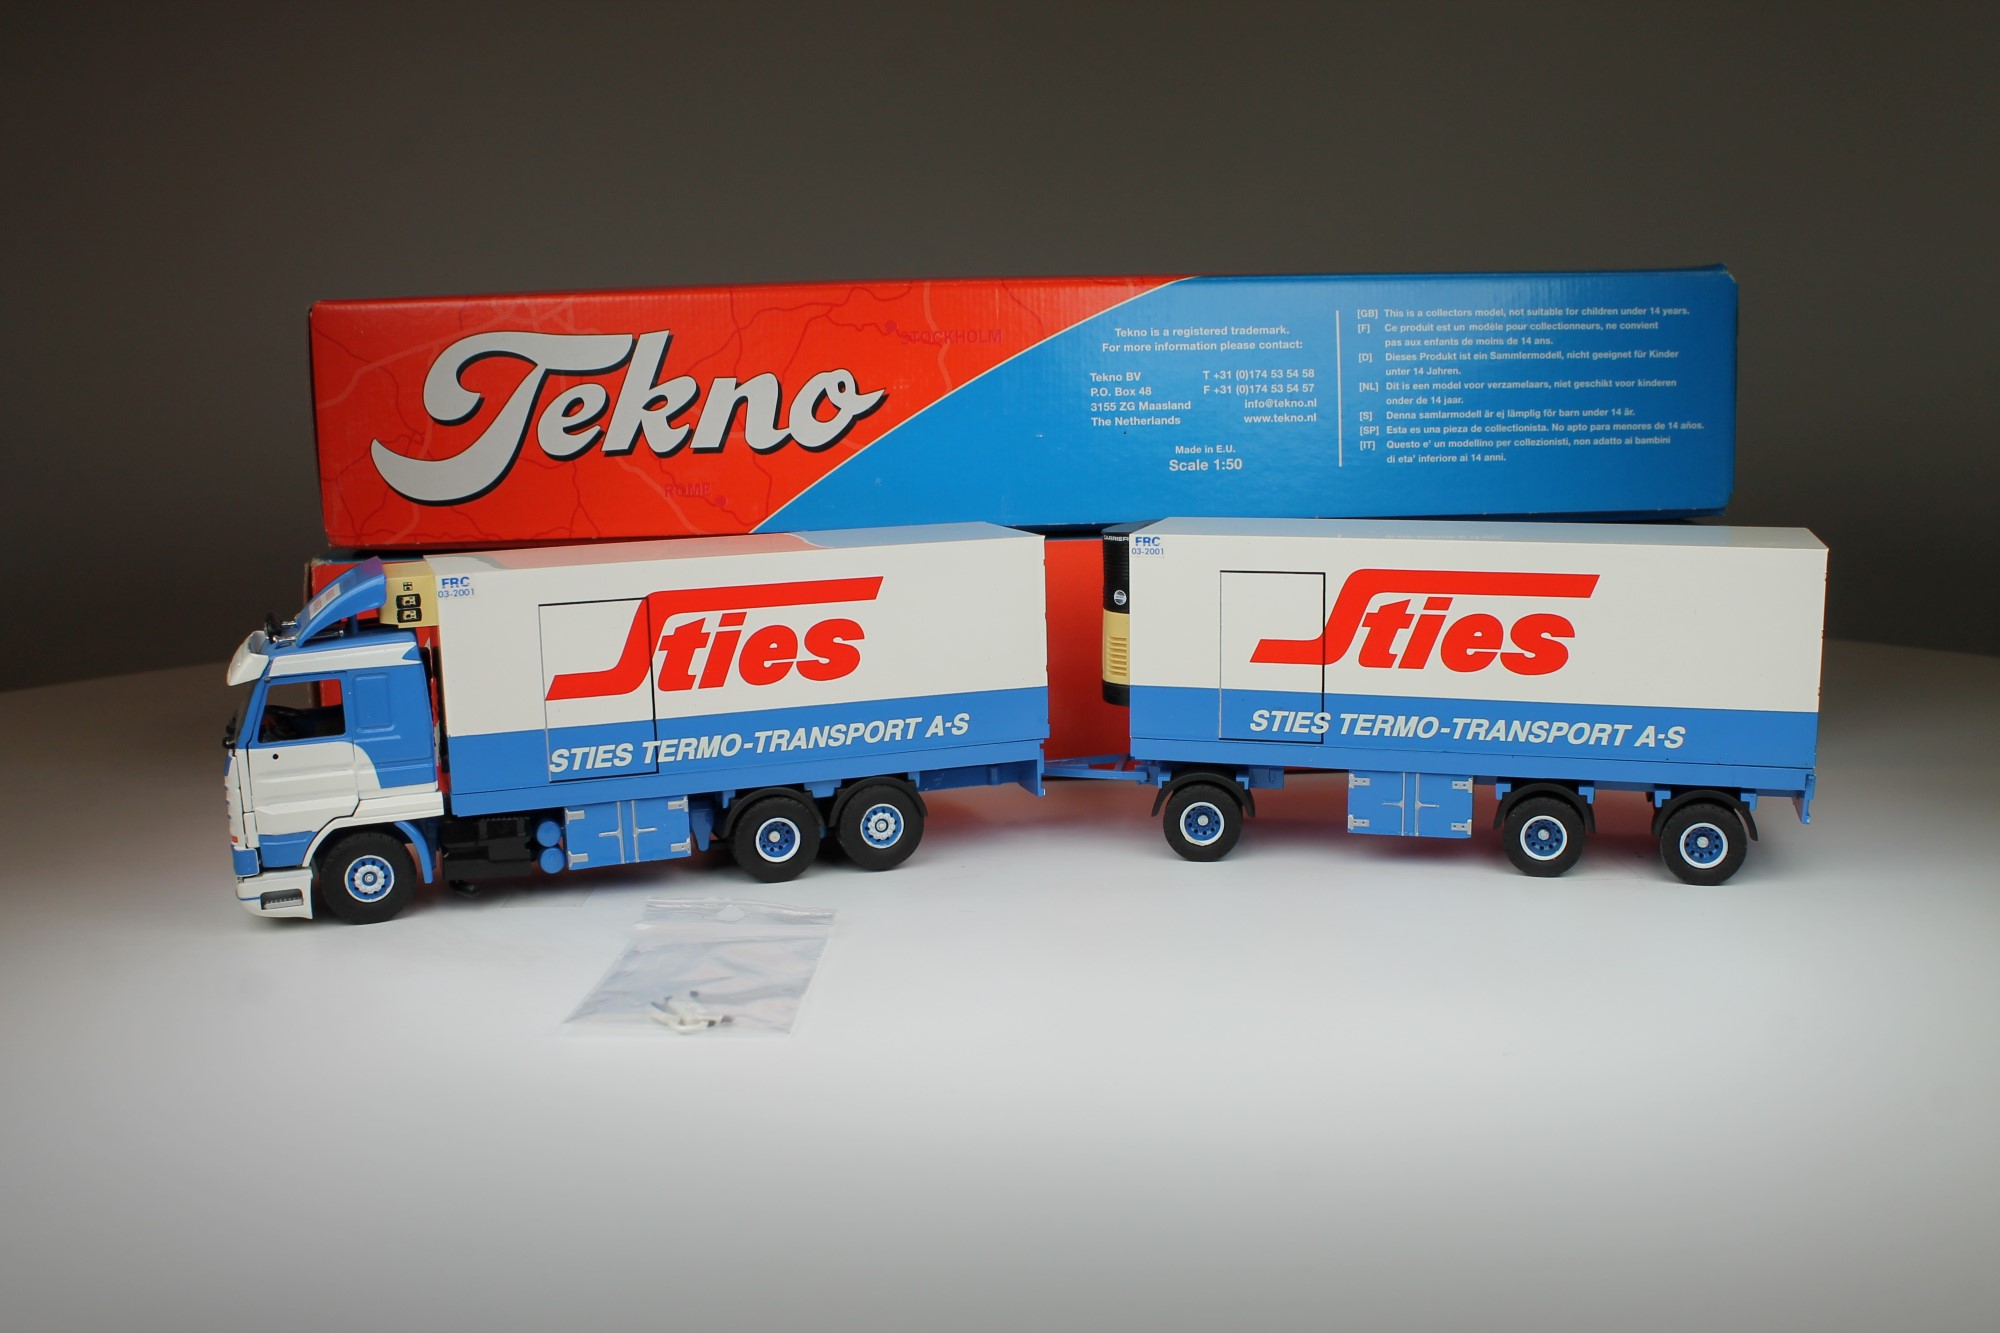 Tekno
STOCKHOLM
ROME
Tekno is a registered trademark.
For more information please contact:
Tekno BV
P.O. Box 48
3155 ZG Maasland
The Netherlands
T +31 (0)174 53 54 58
F +31 (0)174 53 54 57
info@tekno.nl
www.tekno.nl
Made in E.U.
Scale 1:50
[GB] This is a collectors model, not suitable for children under 14 years.
[F] Ce produit est un modèle pour collectionneurs, ne convient
pas aux enfants de moins de 14 ans.
[D] Dieses Produkt ist ein Sammlermodell, nicht geeignet für Kinder
unter 14 Jahren.
[NL] Dit is een model voor verzamelaars, niet geschikt voor kinderen
onder de 14 jaar.
[S] Denna samlarmodell är ej lämplig för barn under 14 år.
[SP] Esta es una pieza de collectionista. No apto para menores de 14 años.
[IT] Questo e' un modellino per collezionisti, non adatto ai bambini
di eta' inferiore ai 14 anni.
FRC
03-2001
Sties
STIES TERMO-TRANSPORT A-S
CARRIER
FRC
03-2001
Sties
STIES TERMO-TRANSPORT A-S